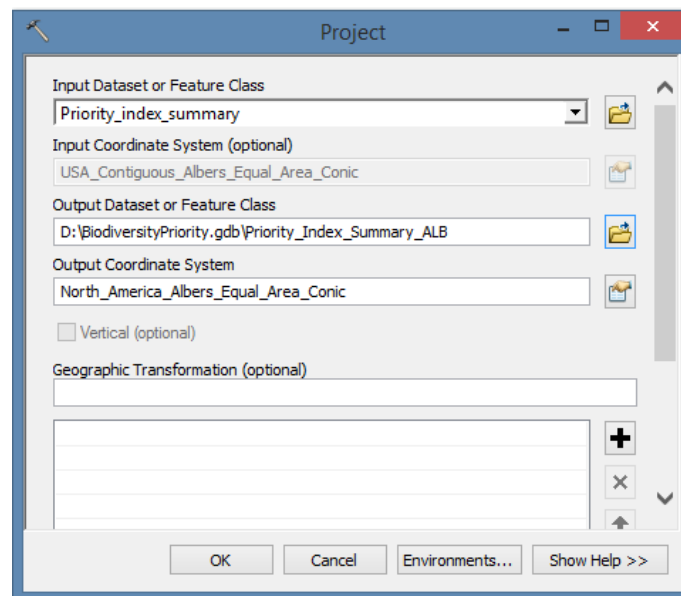 Project
Input Dataset or Feature Class
Priority_index_summary
Input Coordinate System (optional)
USA_Contiguous_Albers_Equal_Area_Conic
Output Dataset or Feature Class
D:\BiodiversityPriority.gdb\Priority_Index_Summary_ALB
Output Coordinate System
North_America_Albers_Equal_Area_Conic
Vertical (optional)
Geographic Transformation (optional)
OK Cancel Environments... Show Help >>